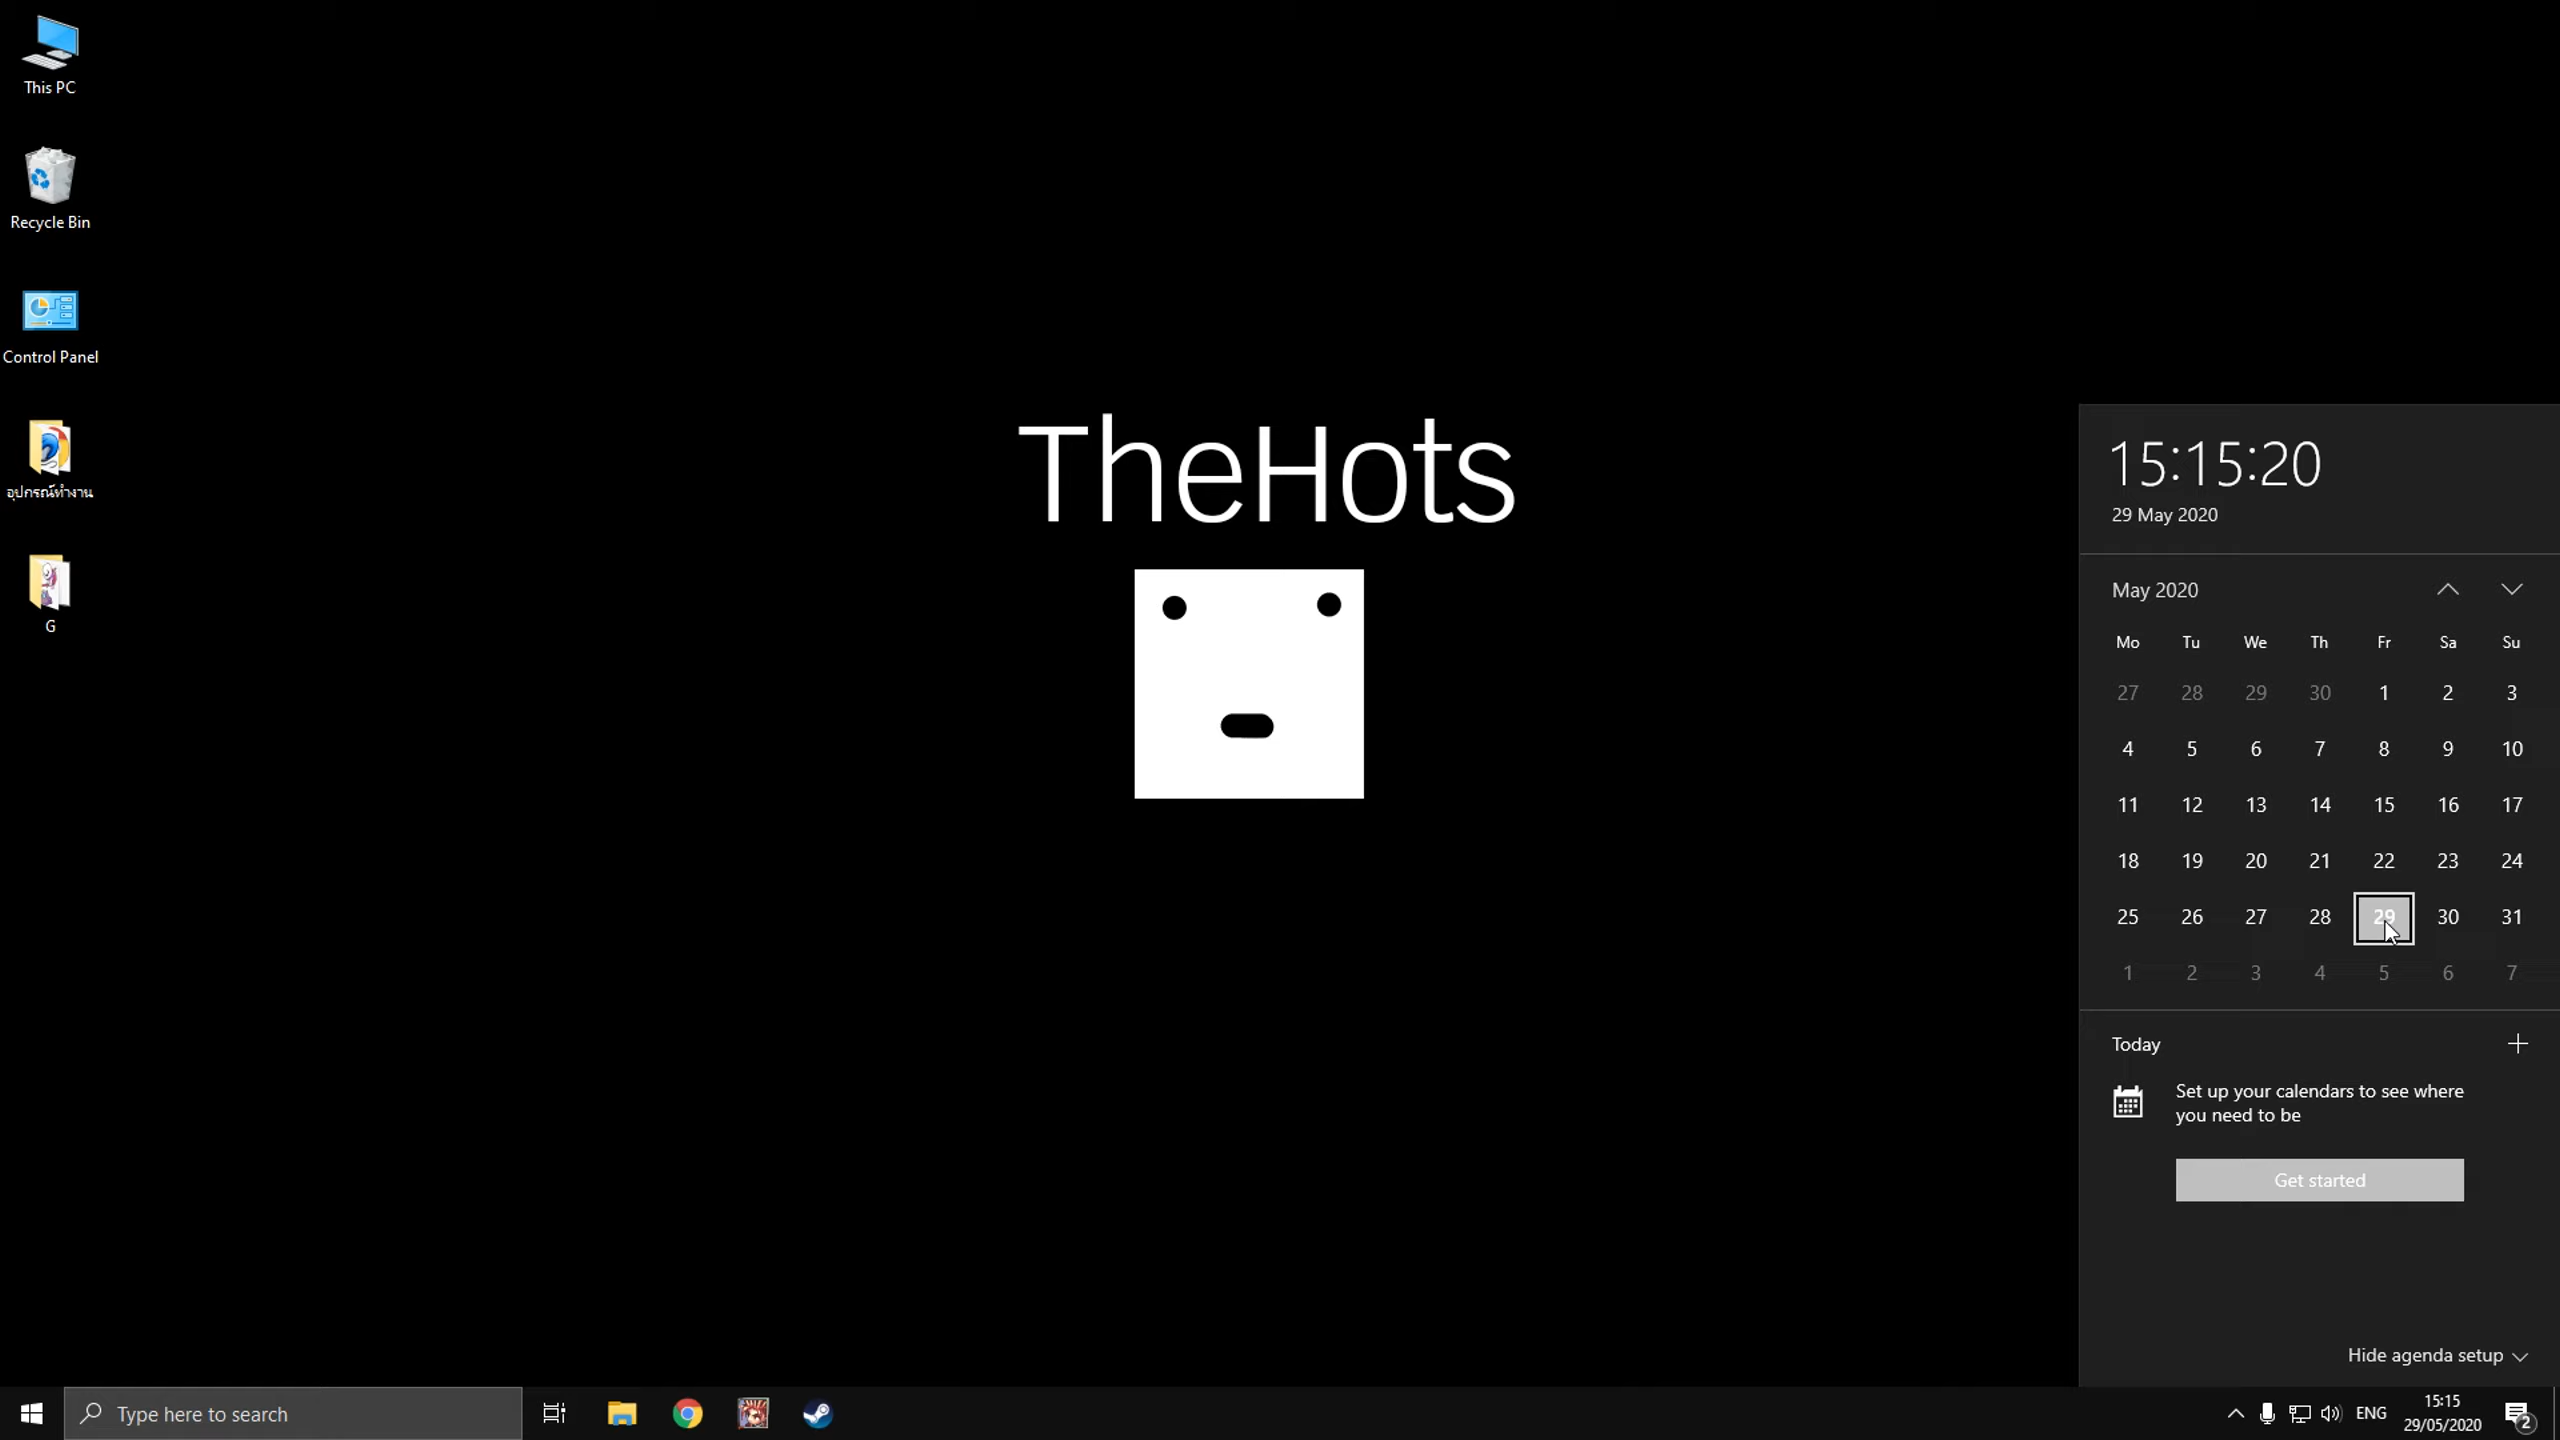 This PC
Recycle Bin
Control Panel
อุปกรณ์ทำงาน
G
TheHots
15:15:20
29 May 2020
May 2020
Mo Tu We Th Fr Sa Su
27 28 29 30 1 2 3
4 5 6 7 8 9 10
11 12 13 14 15 16 17
18 19 20 21 22 23 24
25 26 27 28 29 30 31
1 2 3 4 5 6 7
Today
Set up your calendars to see where
you need to be
Get started
Hide agenda setup
Type here to search
ENG
15:15
29/05/2020
2